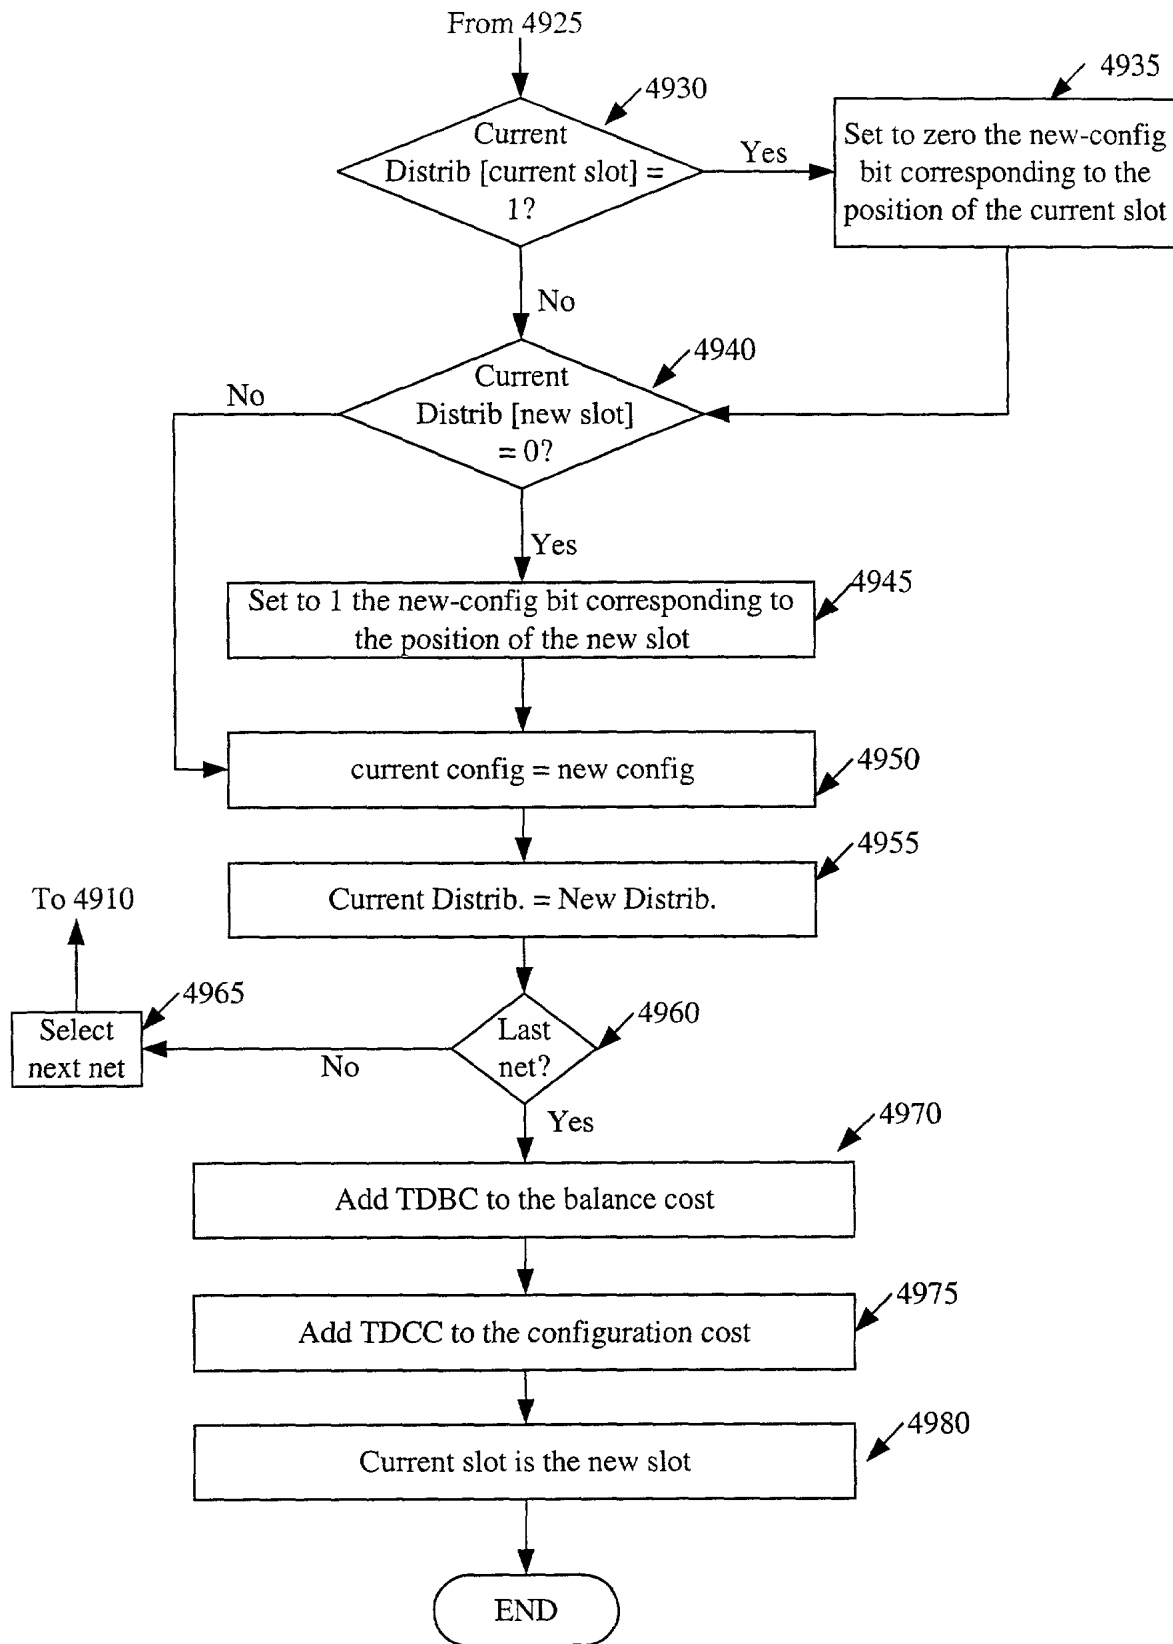 From 4925
4930
4935
Current
Distrib [current slot] =
1?
Yes
Set to zero the new-config
bit corresponding to the
position of the current slot
No
4940
No
Current
Distrib [new slot]
= 0?
Yes
4945
Set to 1 the new-config bit corresponding to
the position of the new slot
4950
current config = new config
4955
To 4910
Current Distrib. = New Distrib.
4965
4960
Select
next net
No
Last
net?
Yes
4970
Add TDBC to the balance cost
4975
Add TDCC to the configuration cost
4980
Current slot is the new slot
END